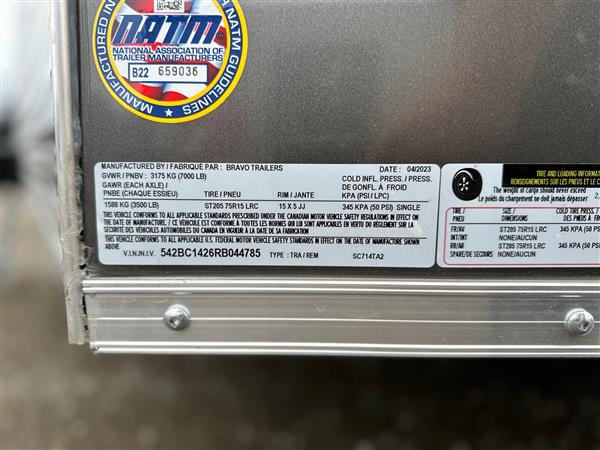 MANUFACTURED IN
A NATM
NATM
NATIONAL ASSOCIATION OF
TRAILER MANUFACTURERS
B22 659036
GUIDELINES
MANUFACTURED BY / FABRIQUÉ PAR : BRAVO TRAILERS DATE : 04/2023
GVWR / PNBV : 3175 KG (7000 LB) COLD INFL. PRESS. / PRESS.
GAWR (EACH AXLE) / DE GONFL. À FROID
PNBE (CHAQUE ESSIEU) TIRE / PNEU RIM / JANTE KPA (PSI / LPC)
1588 KG (3500 LB) ST205 75R15 LRC 15 X 5 JJ 345 KPA (50 PSI) SINGLE
THIS VEHICLE CONFORMS TO ALL APPLICABLE STANDARDS PRESCRIBED UNDER THE CANADIAN MOTOR VEHICLE SAFETY REGULATIONS IN EFFECT ON
THE DATE OF MANUFACTURE. / CE VÉHICULE EST CONFORME À TOUTES LES NORMES QUI LUI SONT APPLICABLES EN VERTU DU RÈGLEMENT SUR LA
SÉCURITÉ DES VÉHICULES AUTOMOBILES DU CANADA EN VIGUEUR À LA DATE DE SA FABRICATION
THIS VEHICLE CONFORMS TO ALL APPLICABLE U.S. FEDERAL MOTOR VEHICLE SAFETY STANDARDS IN EFFECT ON THE DATE OF MANUFACTURE SHOWN
ABOVE.
V.I.N./N.I.V. 542BC1426RB044785 TYPE : TRA / REM SC714TA2
TIRE AND LOADING INFORMAT
RENSEIGNEMENTS SUR LES PNEUS ET LE C
The weight of cargo should never exceed
Le poids du chargement ne doit jamais dépasser 2,
TIRE / SIZE / COLD TIRE PRESS.
PNEU DIMENSIONS
FR/AV ST205 75R15 LRC 345 KPA (50 PS
INT/INT NONE/AUCUN
RR/AR ST205 75R15 LRC 345 KPA (50
SPARE/DE SECOURS NONE/AUCUN